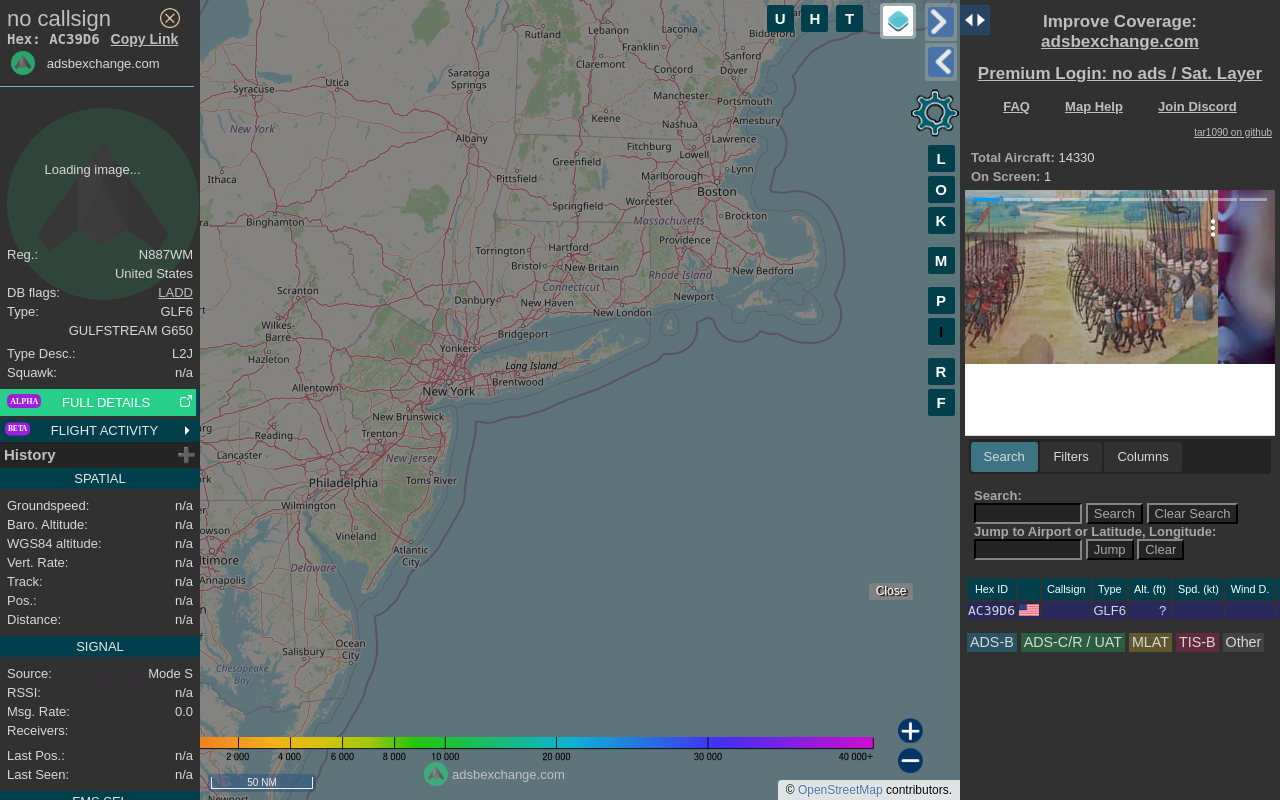 no callsign
Hex: AC39D6 Copy Link
adsbexchange.com
Loading image...
Reg.: N887WM
United States
DB flags: LADD
Type: GLF6
GULFSTREAM G650
Type Desc.: L2J
Squawk: n/a
ALPHA FULL DETAILS
BETA FLIGHT ACTIVITY
History
SPATIAL
Groundspeed: n/a
Baro. Altitude: n/a
WGS84 altitude: n/a
Vert. Rate: n/a
Track: n/a
Pos.: n/a
Distance: n/a
SIGNAL
Source: Mode S
RSSI: n/a
Msg. Rate: 0.0
Receivers:
Last Pos.: n/a
Last Seen: n/a
FMS SEL
Rutland
Lebanon
Laconia
Biddeford
Franklin
Sanford
Claremont
Concord
Dover
Utica
Saratoga
Springs
Syracuse
Manchester
Portsmouth
Keene
Nashua
Amesbury
New York
Albany
Fitchburg
Lawrence
Lowell
Greenfield
Lynn
Ithaca
Pittsfield
Marlborough
Boston
Worcester
Springfield
Massachusetts
Brockton
Binghamton
Providence
Torrington
Hartford
Bristol
New Britain
New Bedford
Rhode Island
Connecticut
Scranton
Danbury
New Haven
Newport
New London
Wilkes-
Barre
Bridgeport
Yonkers
Hazleton
Long Island
Brentwood
Allentown
New York
New Brunswick
Reading
Trenton
Lancaster
New Jersey
Toms River
Philadelphia
Wilmington
Vineland
Atlantic
City
Annapolis
Delaware
Ocean
City
Salisbury
Chesapeake
Bay
U H T
L
O
K
M
P
I
R
F
Close
2 000 4 000 6 000 8 000 10 000 20 000 30 000 40 000+
adsbexchange.com
50 NM
© OpenStreetMap contributors.
Improve Coverage:
adsbexchange.com
Premium Login: no ads / Sat. Layer
FAQ Map Help Join Discord
tar1090 on github
Total Aircraft: 14330
On Screen: 1
Search Filters Columns
Search:
Search Clear Search
Jump to Airport or Latitude, Longitude:
Jump Clear
Hex ID Callsign Type Alt. (ft) Spd. (kt) Wind D.
AC39D6 GLF6 ?
ADS-B ADS-C/R / UAT MLAT TIS-B Other